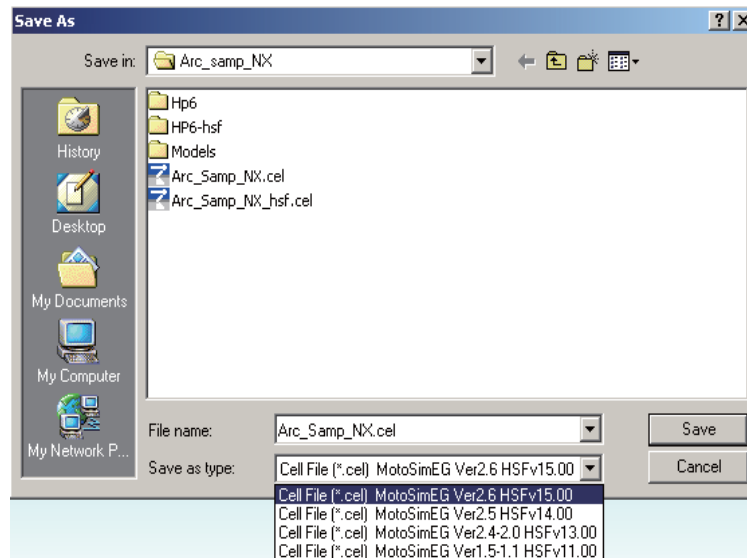 Save As
Save in: Arc_samp_NX
Hp6
HP6-hsf
Models
Arc_Samp_NX.cel
Arc_Samp_NX_hsf.cel
History
Desktop
My Documents
My Computer
My Network P...
File name: Arc_Samp_NX.cel Save
Save as type: Cell File (*.cel) MotoSimEG Ver2.6 HSFv15.00 Cancel
Cell File (*.cel) MotoSimEG Ver2.6 HSFv15.00
Cell File (*.cel) MotoSimEG Ver2.5 HSFv14.00
Cell File (*.cel) MotoSimEG Ver2.4-2.0 HSFv13.00
Cell File (*.cel) MotoSimEG Ver1.5-1.1 HSFv11.00